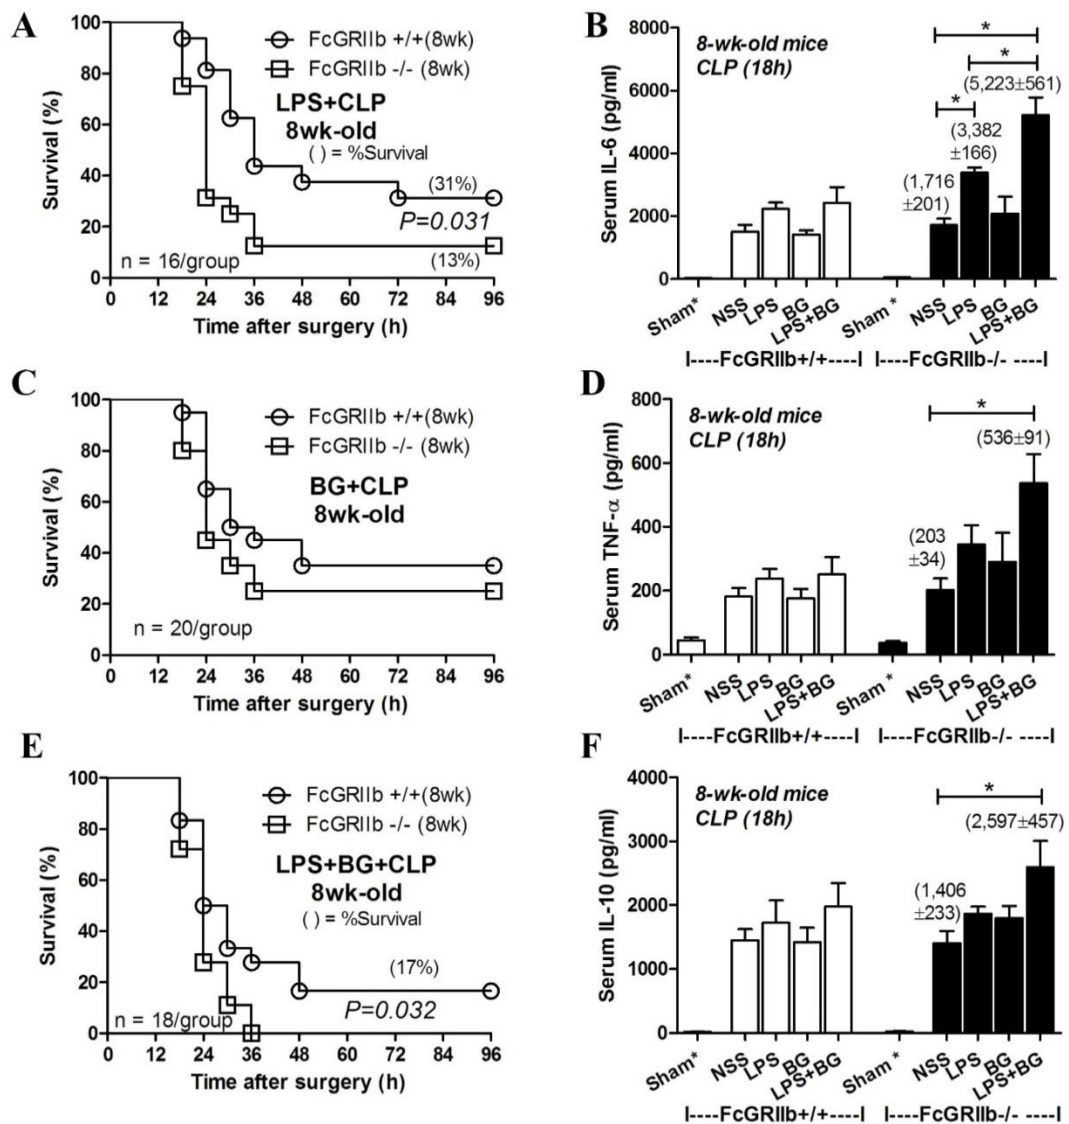 A
100
80
60
40
20
0
Survival (%)
FcGRIIb +/+(8wk)
FcGRIIb -/- (8wk)
LPS+CLP
8wk-old
( ) = %Survival
(31%)
P=0.031
(13%)
n = 16/group
0 12 24 36 48 60 72 84 96
Time after surgery (h)
B
8000
6000
4000
2000
0
Serum IL-6 (pg/ml)
8-wk-old mice
CLP (18h)
*
*
(5,223±561)
*
(3,382
±166)
(1,716
±201)
Sham* NSS LPS BG LPS+BG Sham * NSS LPS BG LPS+BG
I----FcGRIIb+/+----I I----FcGRIIb-/- ----I
C
100
80
60
40
20
0
Survival (%)
FcGRIIb +/+(8wk)
FcGRIIb -/- (8wk)
BG+CLP
8wk-old
n = 20/group
0 12 24 36 48 60 72 84 96
Time after surgery (h)
D
800
600
400
200
0
Serum TNF-α (pg/ml)
8-wk-old mice
CLP (18h)
*
(536±91)
(203
±34)
Sham* NSS LPS BG LPS+BG Sham * NSS LPS BG LPS+BG
I----FcGRIIb+/+----I I----FcGRIIb-/- ----I
E
100
80
60
40
20
0
Survival (%)
FcGRIIb +/+(8wk)
FcGRIIb -/- (8wk)
LPS+BG+CLP
8wk-old
( ) = %Survival
(17%)
P=0.032
n = 18/group
0 12 24 36 48 60 72 84 96
Time after surgery (h)
F
4000
3000
2000
1000
0
Serum IL-10 (pg/ml)
8-wk-old mice
CLP (18h)
*
(2,597±457)
(1,406
±233)
Sham* NSS LPS BG LPS+BG Sham * NSS LPS BG LPS+BG
I----FcGRIIb+/+----I I----FcGRIIb-/- ----I